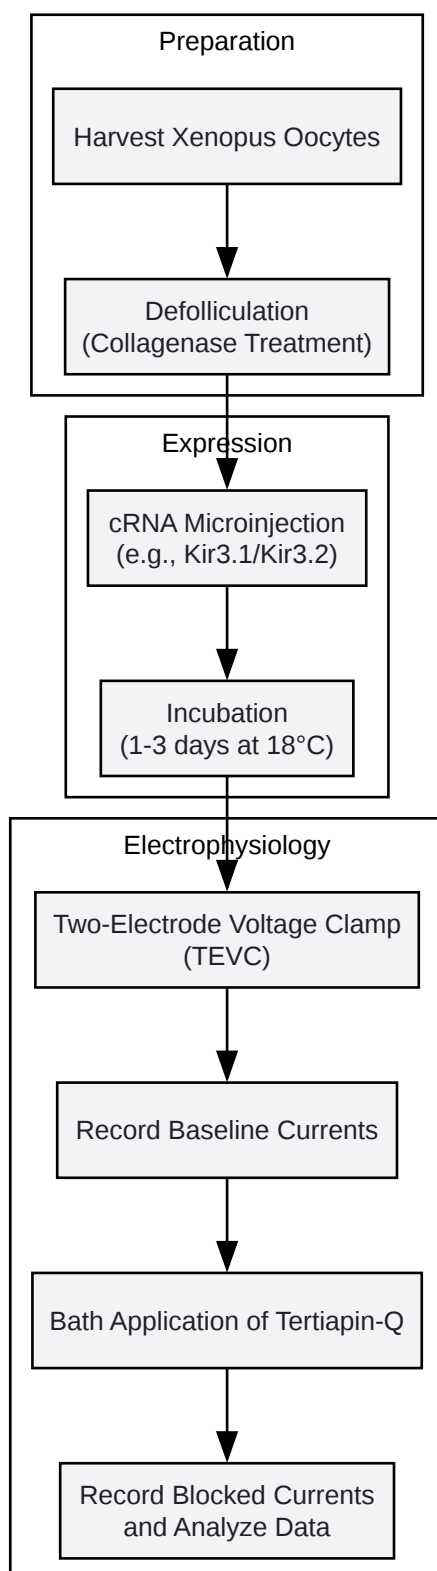 Preparation
Harvest Xenopus Oocytes
Defolliculation
(Collagenase Treatment)
Expression
cRNA Microinjection
(e.g., Kir3.1/Kir3.2)
Incubation
(1-3 days at 18°C)
Electrophysiology
Two-Electrode Voltage Clamp
(TEVC)
Record Baseline Currents
Bath Application of Tertiapin-Q
Record Blocked Currents
and Analyze Data